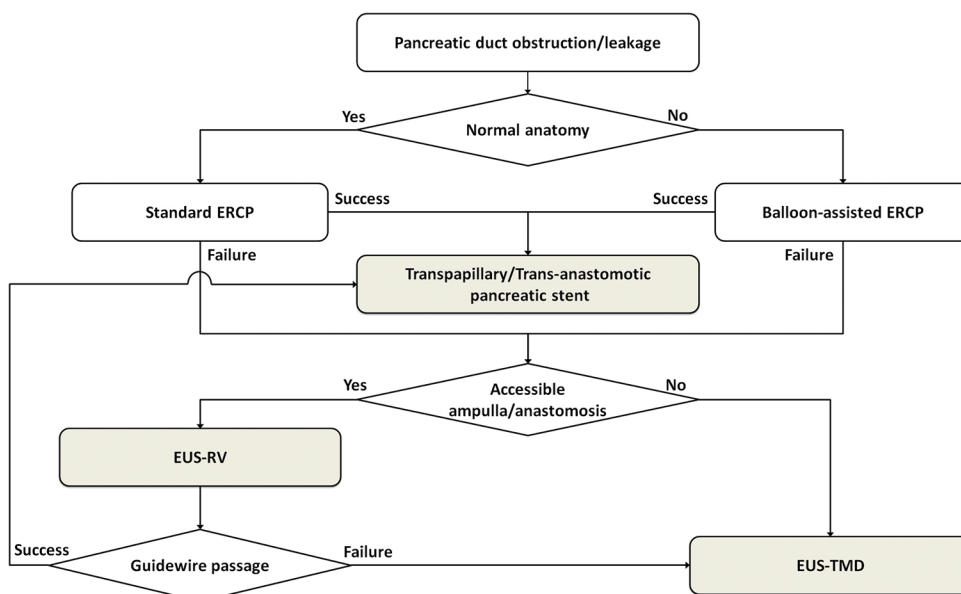 Pancreatic duct obstruction/leakage
Yes
No
Normal anatomy
Standard ERCP
Success
Success
Balloon-assisted ERCP
Failure
Failure
Transpapillary/Trans-anastomotic
pancreatic stent
Yes
No
Accessible
ampulla/anastomosis
EUS-RV
Success
Guidewire passage
Failure
EUS-TMD